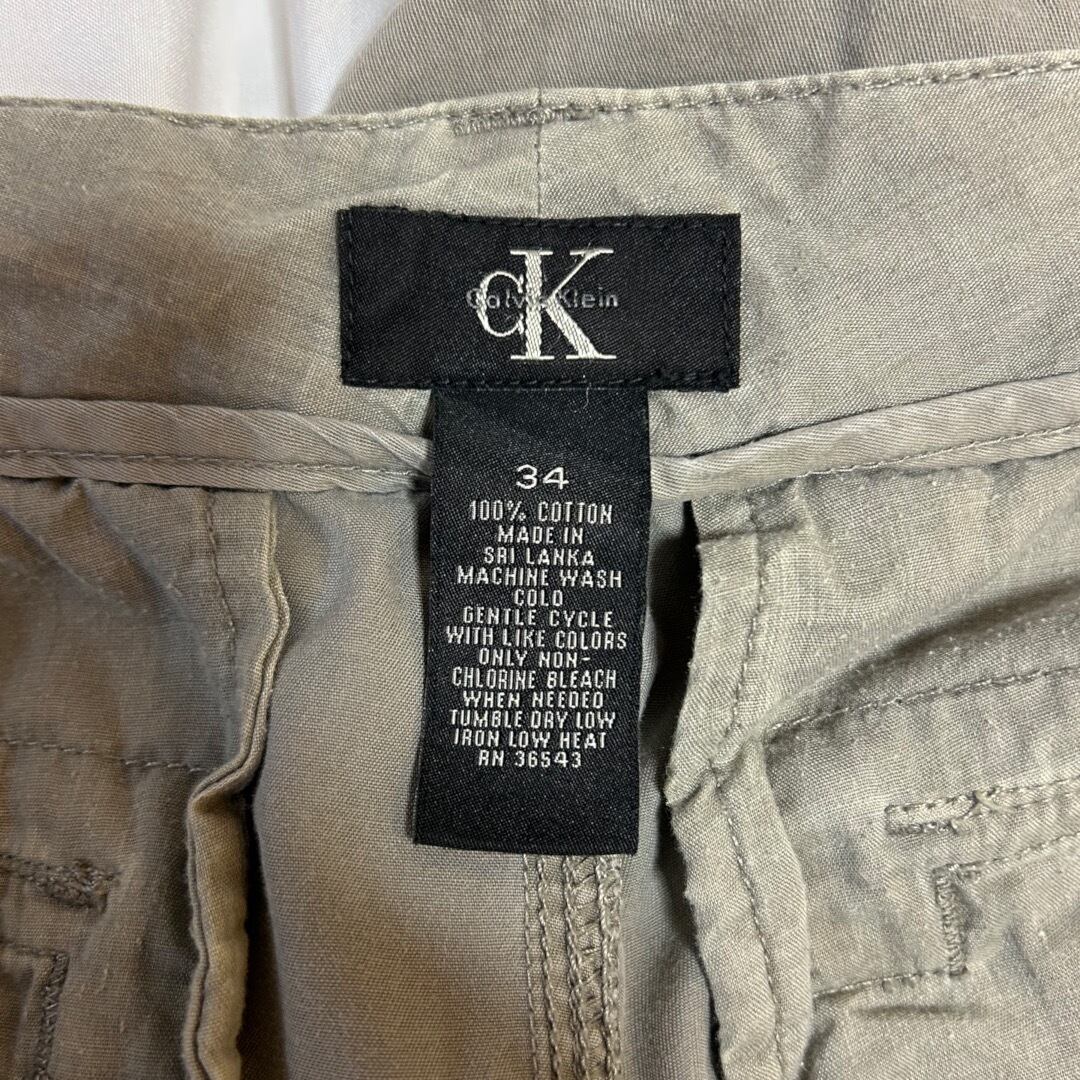 CK
Calvin Klein
34
100% COTTON
MADE IN
SRI LANKA
MACHINE WASH
COLD
GENTLE CYCLE
WITH LIKE COLORS
ONLY NON-
CHLORINE BLEACH
WHEN NEEDED
TUMBLE DRY LOW
IRON LOW HEAT
RN 36543